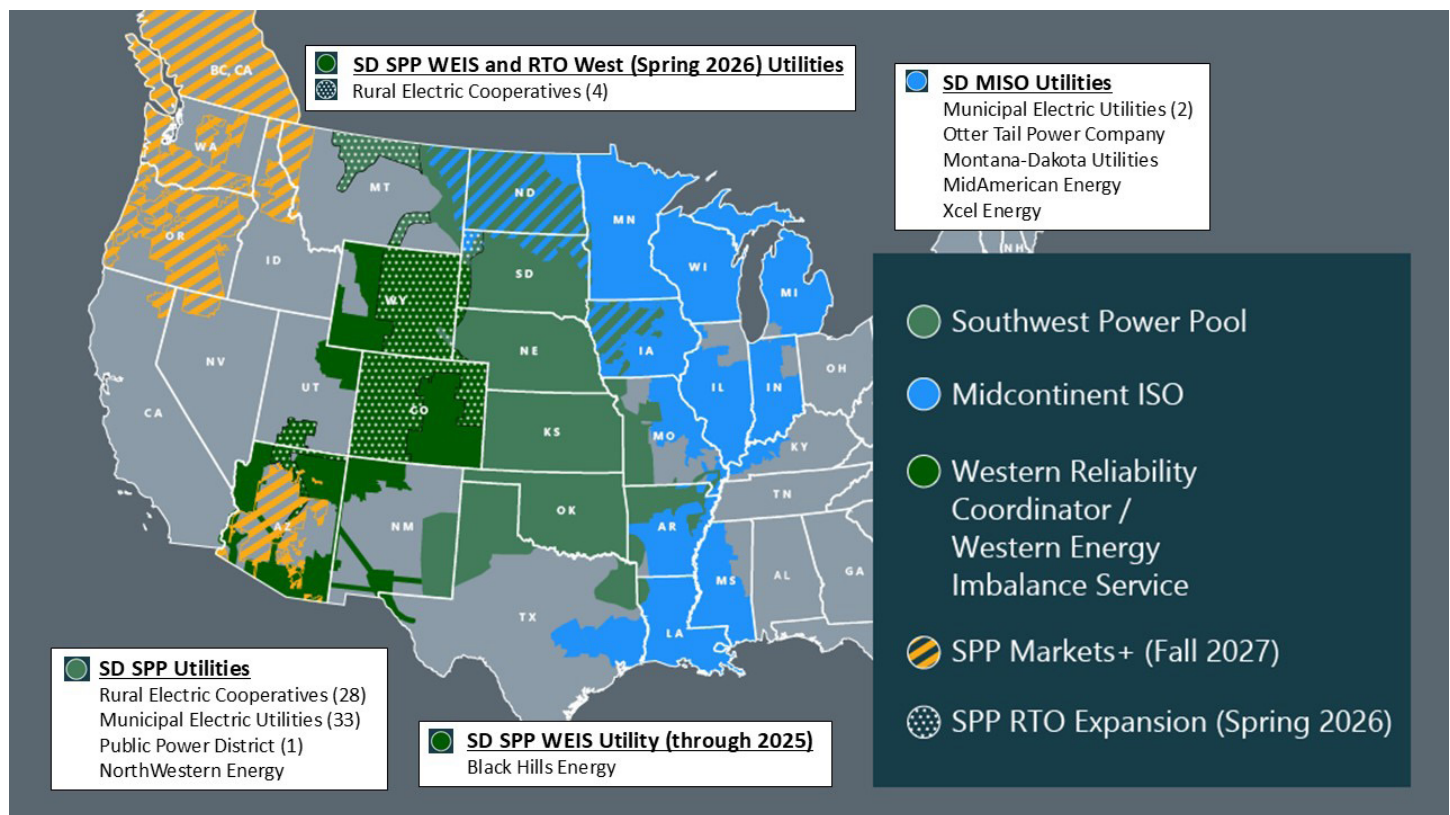 SD SPP WEIS and RTO West (Spring 2026) Utilities
Rural Electric Cooperatives (4)
SD MISO Utilities
Municipal Electric Utilities (2)
Otter Tail Power Company
Montana-Dakota Utilities
MidAmerican Energy
Xcel Energy
BC, CA
WA
MT
ND
MN
OR
ID
WY
SD
WI
MI
NH
NV
UT
CO
NE
IA
IL
IN
OH
CA
KS
MO
KY
AZ
NM
OK
AR
TN
TX
LA
MS
AL
GA
Southwest Power Pool
Midcontinent ISO
Western Reliability
Coordinator /
Western Energy
Imbalance Service
SPP Markets+ (Fall 2027)
SPP RTO Expansion (Spring 2026)
SD SPP Utilities
Rural Electric Cooperatives (28)
Municipal Electric Utilities (33)
Public Power District (1)
NorthWestern Energy
SD SPP WEIS Utility (through 2025)
Black Hills Energy